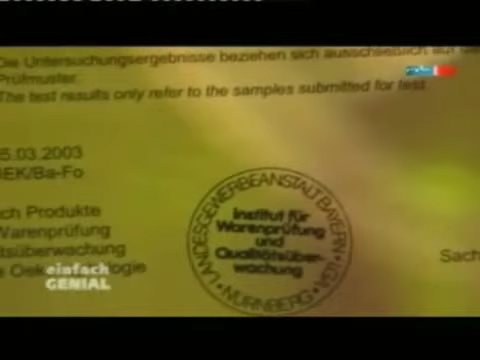 Die Untersuchungsergebnisse beziehen sich ausschließlich auf
Prüfmuster.
The test results only refer to the samples submitted for test.
5.03.2003
EK/Ba-Fo
ch Produkte
Warenprüfung
tsüberwachung
einfach
GENIAL
LANDESGEWERBEANSTALT BAYERN
LGA
NÜRNBERG
Institut für
Warenprüfung
und
Qualitätsüber-
wachung
Sach